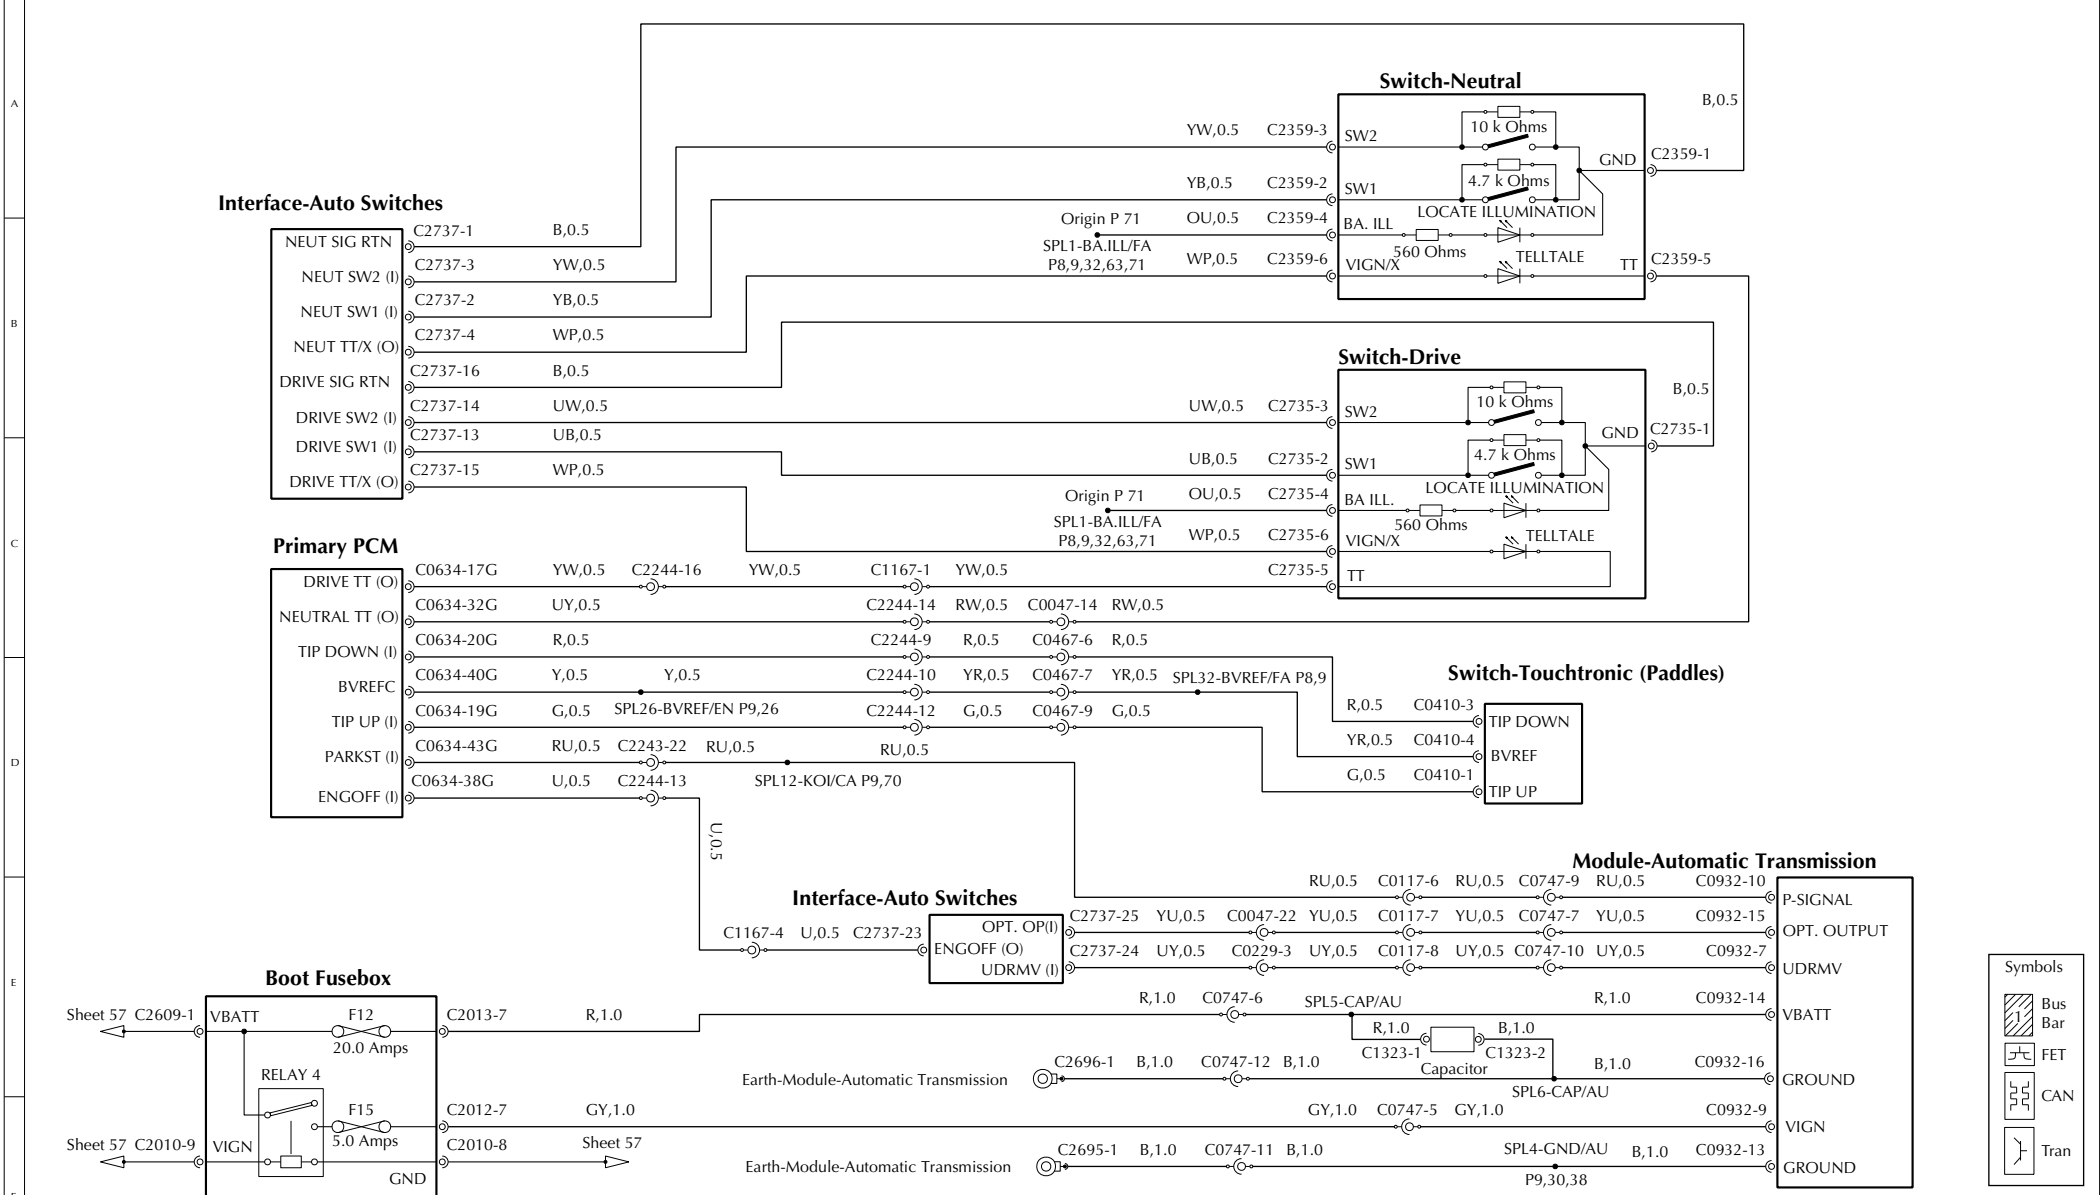 A
B
C
D
E
Switch-Neutral
B,0.5
YW,0.5 C2359-3 SW2
10 k Ohms
GND C2359-1
YB,0.5 C2359-2 SW1
4.7 k Ohms
LOCATE ILLUMINATION
Origin P 71 OU,0.5 C2359-4 BA. ILL
560 Ohms
SPL1-BA.ILL/FA
P8,9,32,63,71
WP,0.5 C2359-6 VIGN/X TELLTALE TT C2359-5
Interface-Auto Switches
NEUT SIG RTN C2737-1 B,0.5
NEUT SW2 (I) C2737-3 YW,0.5
NEUT SW1 (I) C2737-2 YB,0.5
NEUT TT/X (O) C2737-4 WP,0.5
DRIVE SIG RTN C2737-16 B,0.5
DRIVE SW2 (I) C2737-14 UW,0.5
DRIVE SW1 (I) C2737-13 UB,0.5
DRIVE TT/X (O) C2737-15 WP,0.5
Switch-Drive
B,0.5
UW,0.5 C2735-3 SW2
10 k Ohms
GND C2735-1
UB,0.5 C2735-2 SW1
4.7 k Ohms
LOCATE ILLUMINATION
Origin P 71 OU,0.5 C2735-4 BA ILL.
560 Ohms
SPL1-BA.ILL/FA
P8,9,32,63,71
WP,0.5 C2735-6 VIGN/X TELLTALE
C2735-5 TT
Primary PCM
DRIVE TT (O) C0634-17G YW,0.5 C2244-16 YW,0.5 C1167-1 YW,0.5
NEUTRAL TT (O) C0634-32G UY,0.5 C2244-14 RW,0.5 C0047-14 RW,0.5
TIP DOWN (I) C0634-20G R,0.5 C2244-9 R,0.5 C0467-6 R,0.5
BVREFC C0634-40G Y,0.5 Y,0.5 C2244-10 YR,0.5 C0467-7 YR,0.5 SPL32-BVREF/FA P8,9
SPL26-BVREF/EN P9,26
TIP UP (I) C0634-19G G,0.5 C2244-12 G,0.5 C0467-9 G,0.5
PARKST (I) C0634-43G RU,0.5 C2243-22 RU,0.5 RU,0.5
SPL12-KOI/CA P9,70
ENGOFF (I) C0634-38G U,0.5 C2244-13
U,0.5
Switch-Touchtronic (Paddles)
R,0.5 C0410-3 TIP DOWN
YR,0.5 C0410-4 BVREF
G,0.5 C0410-1 TIP UP
Module-Automatic Transmission
RU,0.5 C0117-6 RU,0.5 C0747-9 RU,0.5 C0932-10 P-SIGNAL
Interface-Auto Switches
C1167-4 U,0.5 C2737-23 ENGOFF (O)
OPT. OP(I) C2737-25 YU,0.5 C0047-22 YU,0.5 C0117-7 YU,0.5 C0747-7 YU,0.5 C0932-15 OPT. OUTPUT
UDRMV (I) C2737-24 UY,0.5 C0229-3 UY,0.5 C0117-8 UY,0.5 C0747-10 UY,0.5 C0932-7 UDRMV
Boot Fusebox
Sheet 57 C2609-1 VBATT F12 C2013-7 R,1.0
20.0 Amps
R,1.0 C0747-6 SPL5-CAP/AU R,1.0 C0932-14 VBATT
R,1.0 B,1.0
C1323-1 C1323-2
Capacitor
Earth-Module-Automatic Transmission C2696-1 B,1.0 C0747-12 B,1.0 B,1.0 C0932-16 GROUND
SPL6-CAP/AU
RELAY 4
F15 C2012-7 GY,1.0 GY,1.0 C0747-5 GY,1.0 C0932-9 VIGN
5.0 Amps
Sheet 57 C2010-9 VIGN C2010-8 Sheet 57
GND
Earth-Module-Automatic Transmission C2695-1 B,1.0 C0747-11 B,1.0 SPL4-GND/AU B,1.0 C0932-13 GROUND
P9,30,38
Symbols
1 Bus
Bar
FET
CAN
Tran